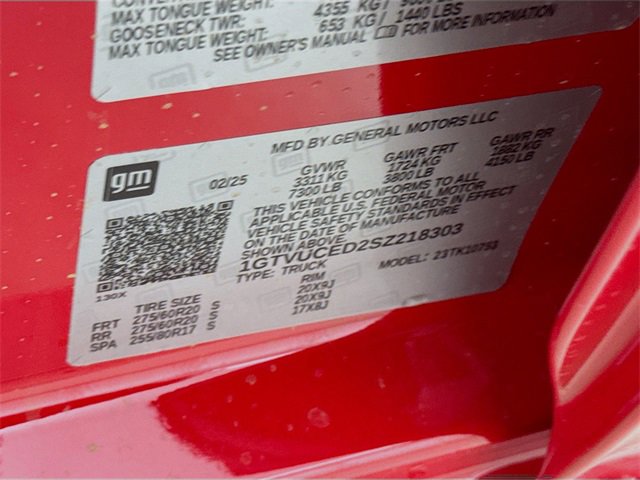 MAX TONGUE WEIGHT: 4355 KG/
GOOSENECK TWR: 653 KG/ 1440 LBS
MAX TONGUE WEIGHT:
SEE OWNER'S MANUAL FOR MORE INFORMATION
gm
MFD BY GENERAL MOTORS LLC
02/25
GVWR GAWR FRT GAWR RR
3311 KG 1724 KG 1882 KG
7300 LB 3800 LB 4150 LB
THIS VEHICLE CONFORMS TO ALL
APPLICABLE U.S. FEDERAL MOTOR
VEHICLE SAFETY STANDARDS IN EFFECT
ON THE DATE OF MANUFACTURE
SHOWN ABOVE.
1GTVUCED2SZ218303
TYPE: TRUCK MODEL: 23TK10753
130X
TIRE SIZE RIM
FRT 275/60R20 S 20X9J
RR 275/60R20 S 20X9J
SPA 255/80R17 S 17X8J